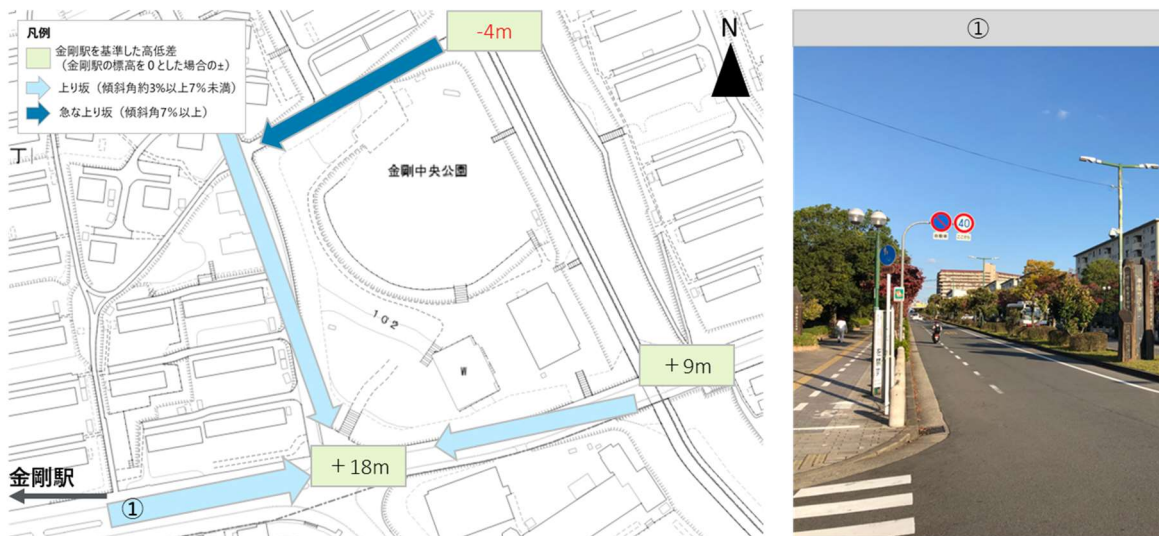 凡例
金剛駅を基準した高低差
（金剛駅の標高を０とした場合の±）
上り坂（傾斜角約3%以上7%未満）
急な上り坂（傾斜角7%以上）
-4m
N
丁
金剛中央公園
102
＋9m
＋18m
金剛駅
①
①
40